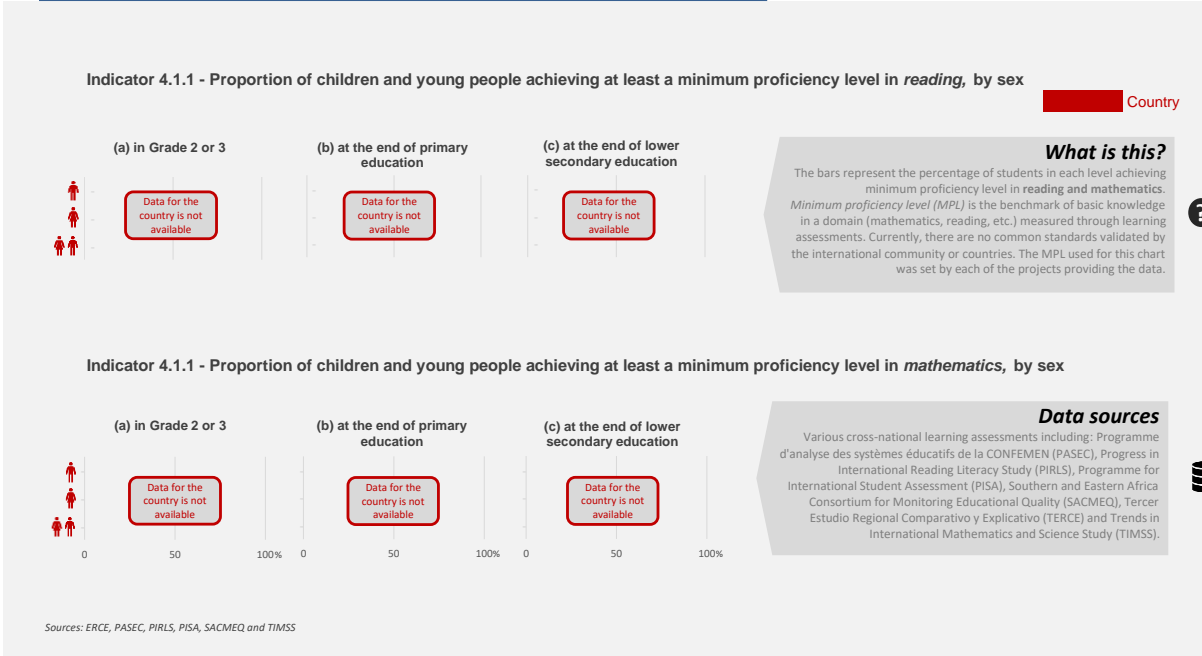 Indicator 4.1.1 - Proportion of children and young people achieving at least a minimum proficiency level in reading, by sex
Country
(a) in Grade 2 or 3
(b) at the end of primary
education
(c) at the end of lower
secondary education
Data for the
country is not
available
Data for the
country is not
available
Data for the
country is not
available
What is this?
The bars represent the percentage of students in each level achieving
minimum proficiency level in reading and mathematics.
Minimum proficiency level (MPL) is the benchmark of basic knowledge
in a domain (mathematics, reading, etc.) measured through learning
assessments. Currently, there are no common standards validated by
the international community or countries. The MPL used for this chart
was set by each of the projects providing the data.
?
Indicator 4.1.1 - Proportion of children and young people achieving at least a minimum proficiency level in mathematics, by sex
(a) in Grade 2 or 3
(b) at the end of primary
education
(c) at the end of lower
secondary education
Data for the
country is not
available
Data for the
country is not
available
Data for the
country is not
available
0 50 100%
0 50 100%
0 50 100%
Data sources
Various cross-national learning assessments including: Programme
d'analyse des systèmes éducatifs de la CONFEMEN (PASEC), Progress in
International Reading Literacy Study (PIRLS), Programme for
International Student Assessment (PISA), Southern and Eastern Africa
Consortium for Monitoring Educational Quality (SACMEQ), Tercer
Estudio Regional Comparativo y Explicativo (TERCE) and Trends in
International Mathematics and Science Study (TIMSS).
Sources: ERCE, PASEC, PIRLS, PISA, SACMEQ and TIMSS